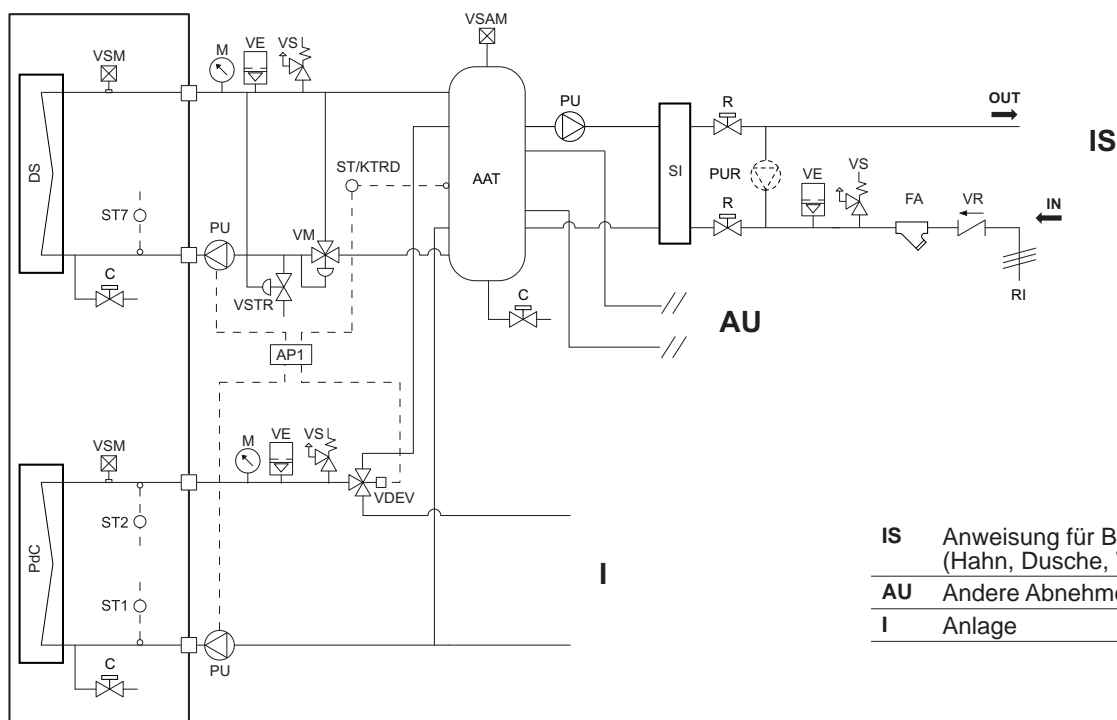 VSAM
VSM
M
VE
VS
PU
R
OUT
IS
DS
ST/KTRD
AAT
SI
PUR
VE
VS
FA
VR
IN
ST7
PU
VM
R
C
VSTR
C
RI
AU
AP1
VSM
M
VE
VS
VDEV
ST2
PdC
I
ST1
C
PU
IS Anweisung für B
(Hahn, Dusche,
AU Andere Abnehme
I Anlage